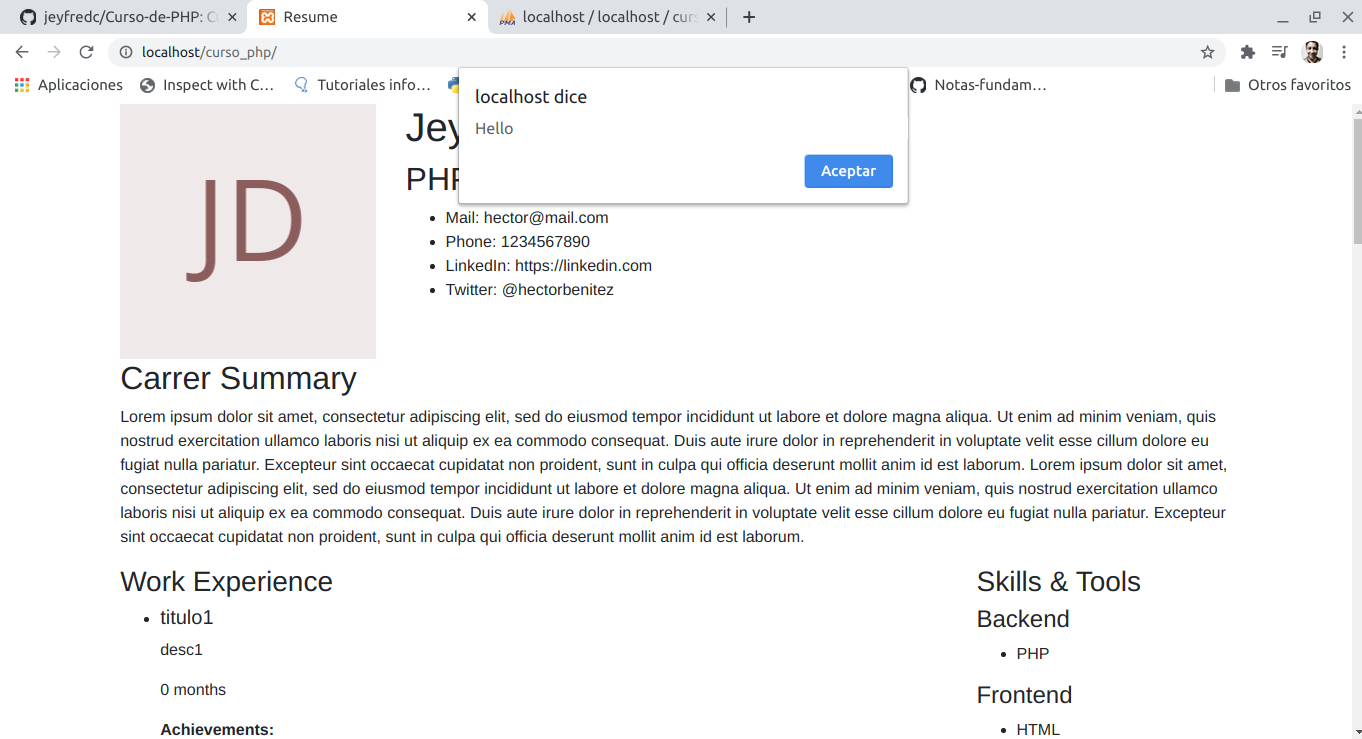 jeyfredc/Curso-de-PHP: C
Resume
localhost / localhost / curs
localhost/curso_php/
Aplicaciones
Inspect with C…
Tutoriales info…
Notas-fundam…
Otros favoritos
localhost dice
Hello
Aceptar
JD
Jey
PHP
Mail: hector@mail.com
Phone: 1234567890
LinkedIn: https://linkedin.com
Twitter: @hectorbenitez
Carrer Summary
Lorem ipsum dolor sit amet, consectetur adipiscing elit, sed do eiusmod tempor incididunt ut labore et dolore magna aliqua. Ut enim ad minim veniam, quis
nostrud exercitation ullamco laboris nisi ut aliquip ex ea commodo consequat. Duis aute irure dolor in reprehenderit in voluptate velit esse cillum dolore eu
fugiat nulla pariatur. Excepteur sint occaecat cupidatat non proident, sunt in culpa qui officia deserunt mollit anim id est laborum. Lorem ipsum dolor sit amet,
consectetur adipiscing elit, sed do eiusmod tempor incididunt ut labore et dolore magna aliqua. Ut enim ad minim veniam, quis nostrud exercitation ullamco
laboris nisi ut aliquip ex ea commodo consequat. Duis aute irure dolor in reprehenderit in voluptate velit esse cillum dolore eu fugiat nulla pariatur. Excepteur
sint occaecat cupidatat non proident, sunt in culpa qui officia deserunt mollit anim id est laborum.
Work Experience
titulo1
desc1
0 months
Achievements:
Skills & Tools
Backend
PHP
Frontend
HTML